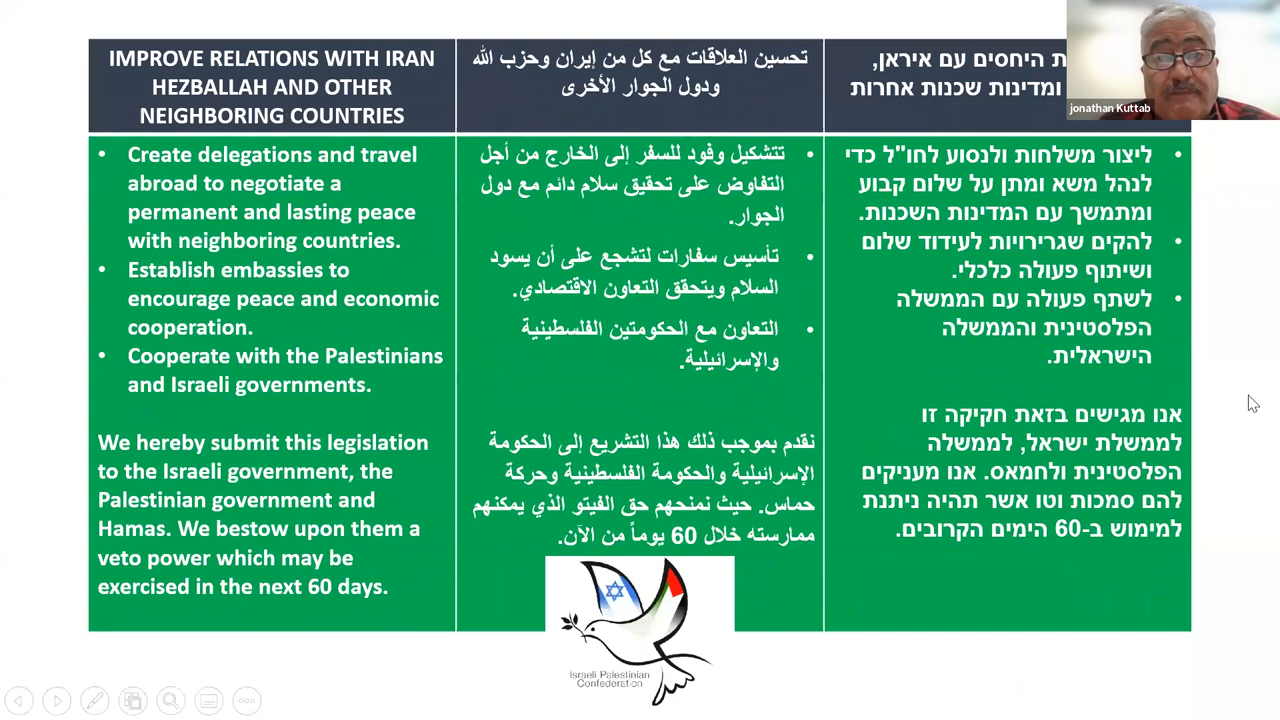 IMPROVE RELATIONS WITH IRAN
HEZBALLAH AND OTHER
NEIGHBORING COUNTRIES
• Create delegations and travel
abroad to negotiate a
permanent and lasting peace
with neighboring countries.
• Establish embassies to
encourage peace and economic
cooperation.
• Cooperate with the Palestinians
and Israeli governments.
We hereby submit this legislation
to the Israeli government, the
Palestinian government and
Hamas. We bestow upon them a
veto power which may be
exercised in the next 60 days.
تحسين العلاقات مع كل من إيران وحزب الله
ودول الجوار الأخرى
• تتشكيل وفود للسفر إلى الخارج من أجل
التفاوض على تحقيق سلام دائم مع دول
الجوار.
• تأسيس سفارات لتشجع على أن يسود
السلام ويتحقق التعاون الاقتصادي.
• التعاون مع الحكومتين الفلسطينية
والإسرائيلية.
نقدم بموجب ذلك هذا التشريع إلى الحكومة
الإسرائيلية والحكومة الفلسطينية وحركة
حماس. حيث نمنحهم حق الفيتو الذي يمكنهم
ممارسته خلال 60 يوماً من الآن.
היחסים עם איראן,
ומדינות שכנות אחרות
• ליצור משלחות ולנסוע לחו"ל כדי
לנהל משא ומתן על שלום קבוע
ומתמשך עם המדינות השכנות.
• להקים שגרירויות לעידוד שלום
ושיתוף פעולה כלכלי.
• לשתף פעולה עם הממשלה
הפלסטינית והממשלה
הישראלית.
אנו מגישים בזאת חקיקה זו
לממשלת ישראל, לממשלה
הפלסטינית ולחמאס. אנו מעניקים
להם סמכות וטו אשר תהיה ניתנת
למימוש ב-60 הימים הקרובים.
jonathan Kuttab
Israeli Palestinian
Confederation